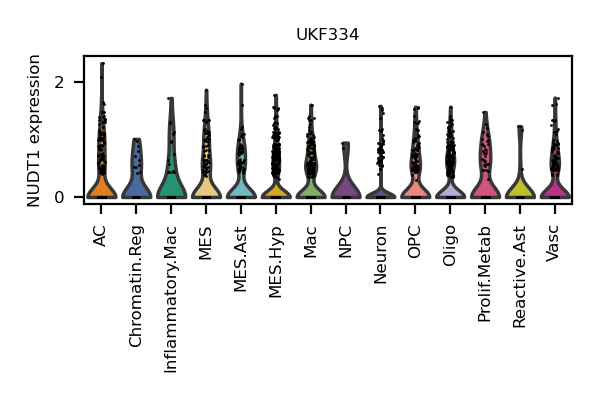 UKF334
NUDT1 expression
2
0
AC
Chromatin.Reg
Inflammatory.Mac
MES
MES.Ast
MES.Hyp
Mac
NPC
Neuron
OPC
Oligo
Prolif.Metab
Reactive.Ast
Vasc